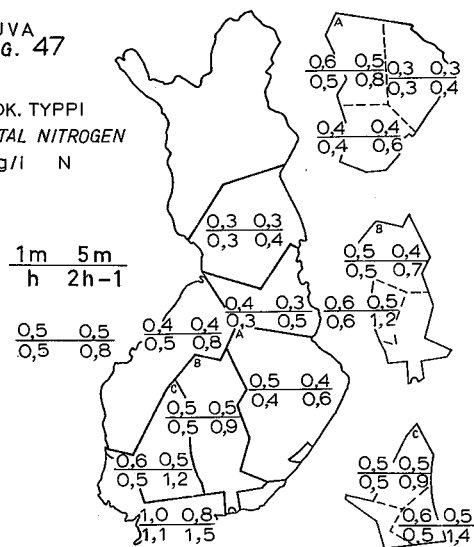 UVA
G. 47
OK. TYPPI
TAL NITROGEN
g/l N
1m 5m
h 2h-1
0,5 0,5
0,5 0,8
0,3 0,3
0,3 0,4
0,4 0,3
0,3 0,5
A
0,4 0,4
0,5 0,8
B
0,5 0,4
0,4 0,6
C
0,5 0,5
0,5 0,9
0,6 0,5
0,5 1,2
1,0 0,8
1,1 1,5
A
0,6 0,5
0,5 0,8
0,3 0,3
0,3 0,4
0,4 0,4
0,4 0,6
B
0,5 0,4
0,5 0,7
0,6 0,5
0,6 1,2
C
0,5 0,5
0,5 0,9
0,6 0,5
0,5 1,4